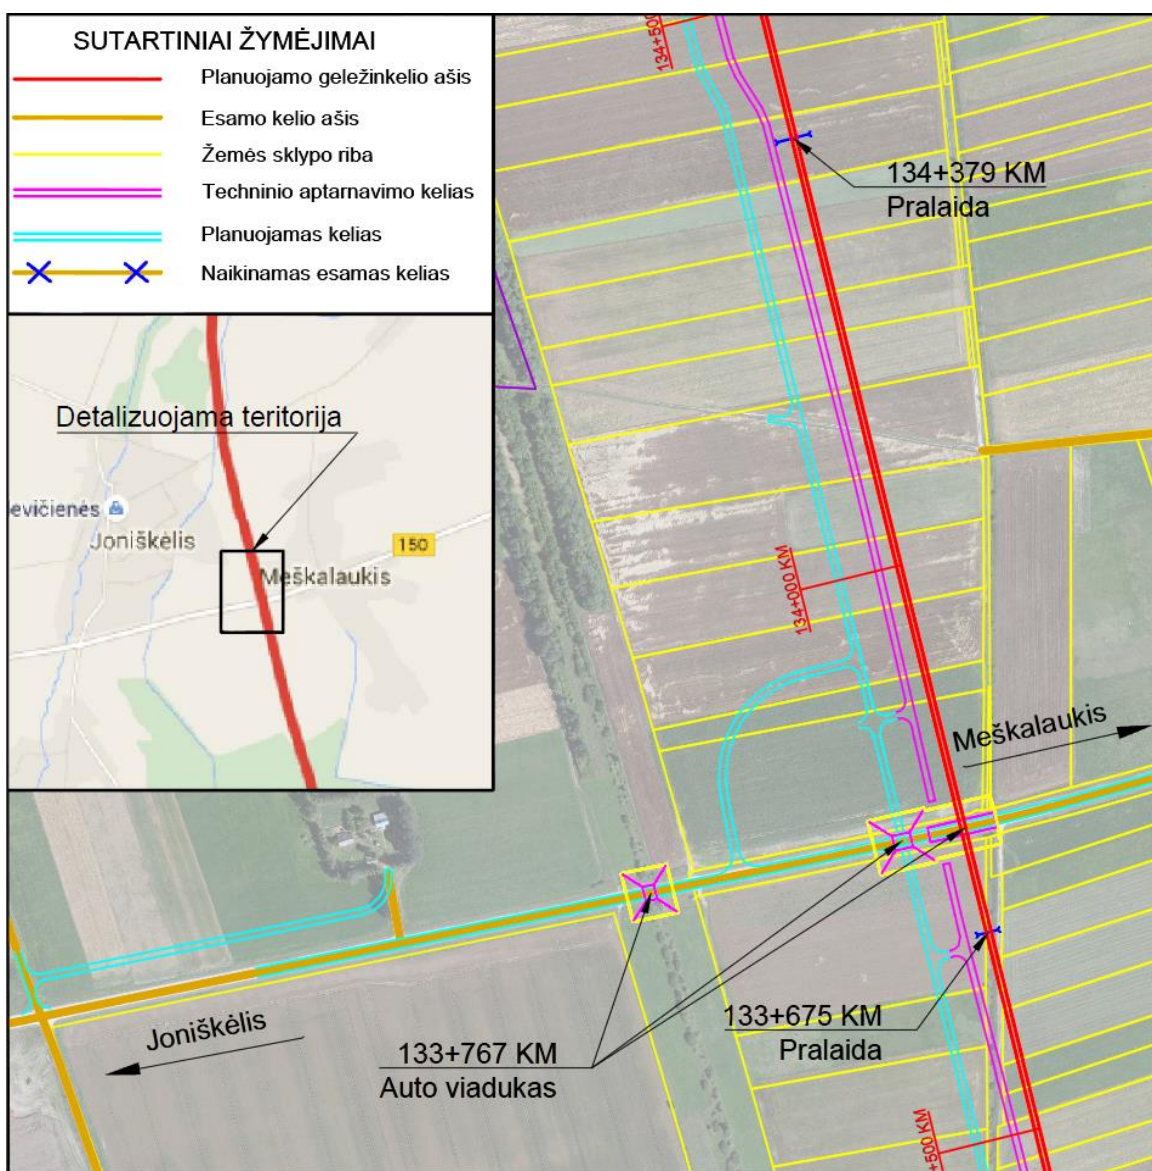 SUTARTINIAI ŽYMĖJIMAI
Planuojamo geležinkelio ašis
Esamo kelio ašis
Žemės sklypo riba
Techninio aptarnavimo kelias
Planuojamas kelias
Naikinamas esamas kelias
Detalizuojama teritorija
evičienės
Joniškėlis
150
Meškalaukis
134+500
134+379 KM
Pralaida
134+000 KM
Meškalaukis
Joniškėlis
133+767 KM
Auto viadukas
133+675 KM
Pralaida
+500 KM